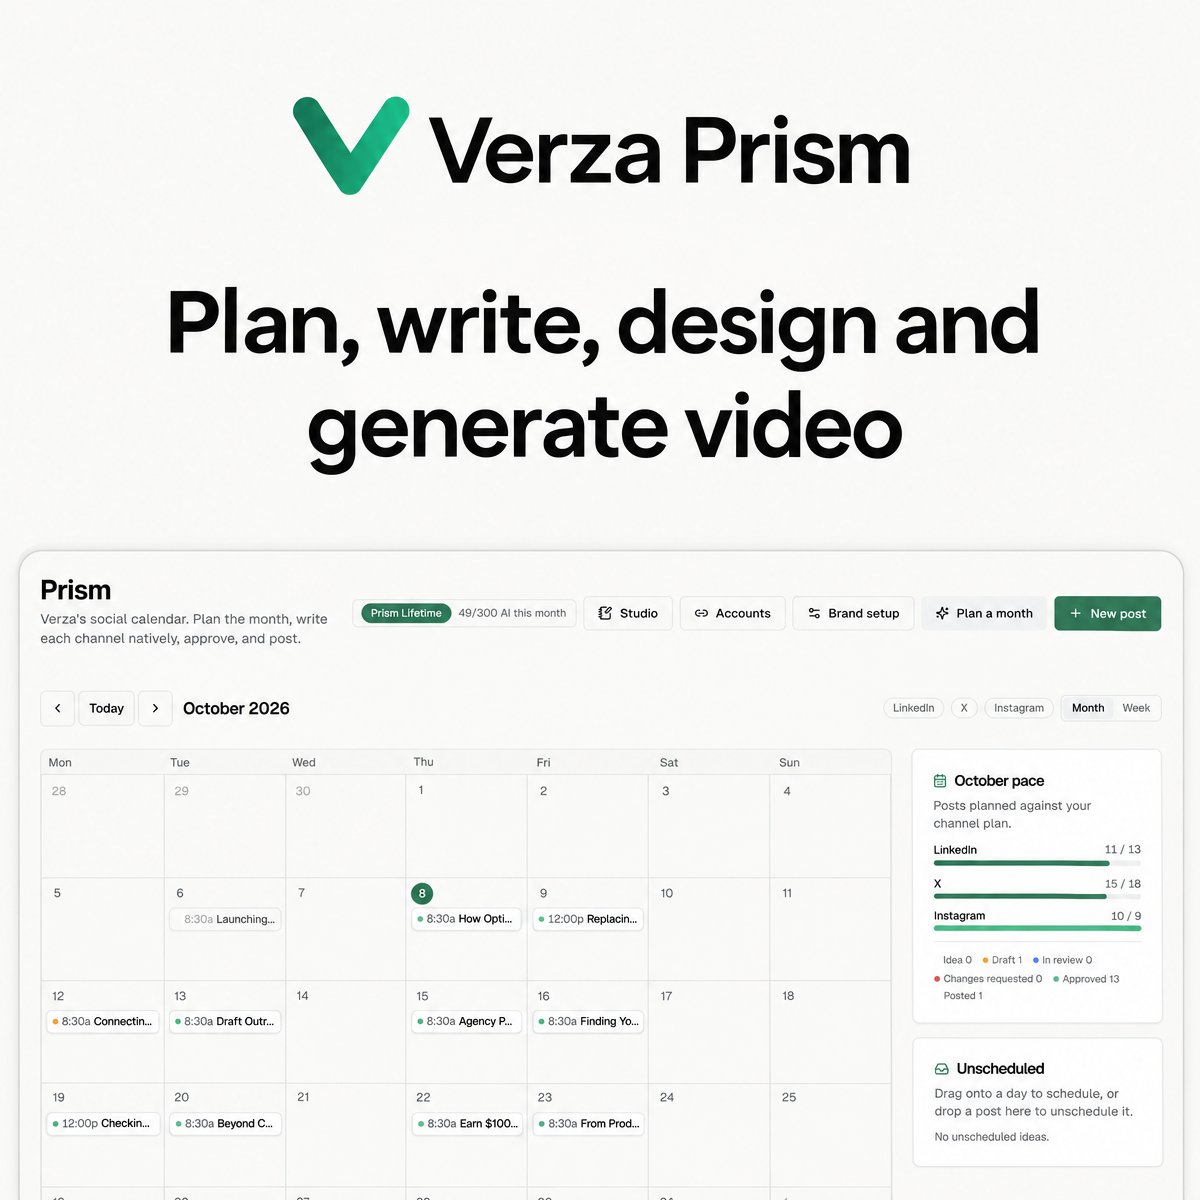 Verza Prism
Plan, write, design and
generate video
Prism
Verza's social calendar. Plan the month, write
each channel natively, approve, and post.
Prism Lifetime 49/300 AI this month Studio Accounts Brand setup Plan a month + New post
Today October 2026 LinkedIn X Instagram Month Week
Mon Tue Wed Thu Fri Sat Sun
28 29 30 1 2 3 4
5 6 7 8 9 10 11
8:30a Launching... 8:30a How Opti... 12:00p Replacin...
12 13 14 15 16 17 18
8:30a Connectin... 8:30a Draft Outr... 8:30a Agency P... 8:30a Finding Yo...
19 20 21 22 23 24 25
12:00p Checkin... 8:30a Beyond C... 8:30a Earn $100... 8:30a From Prod...
October pace
Posts planned against your
channel plan.
LinkedIn 11 / 13
X 15 / 18
Instagram 10 / 9
Idea 0 Draft 1 In review 0
Changes requested 0 Approved 13
Posted 1
Unscheduled
Drag onto a day to schedule, or
drop a post here to unschedule it.
No unscheduled ideas.